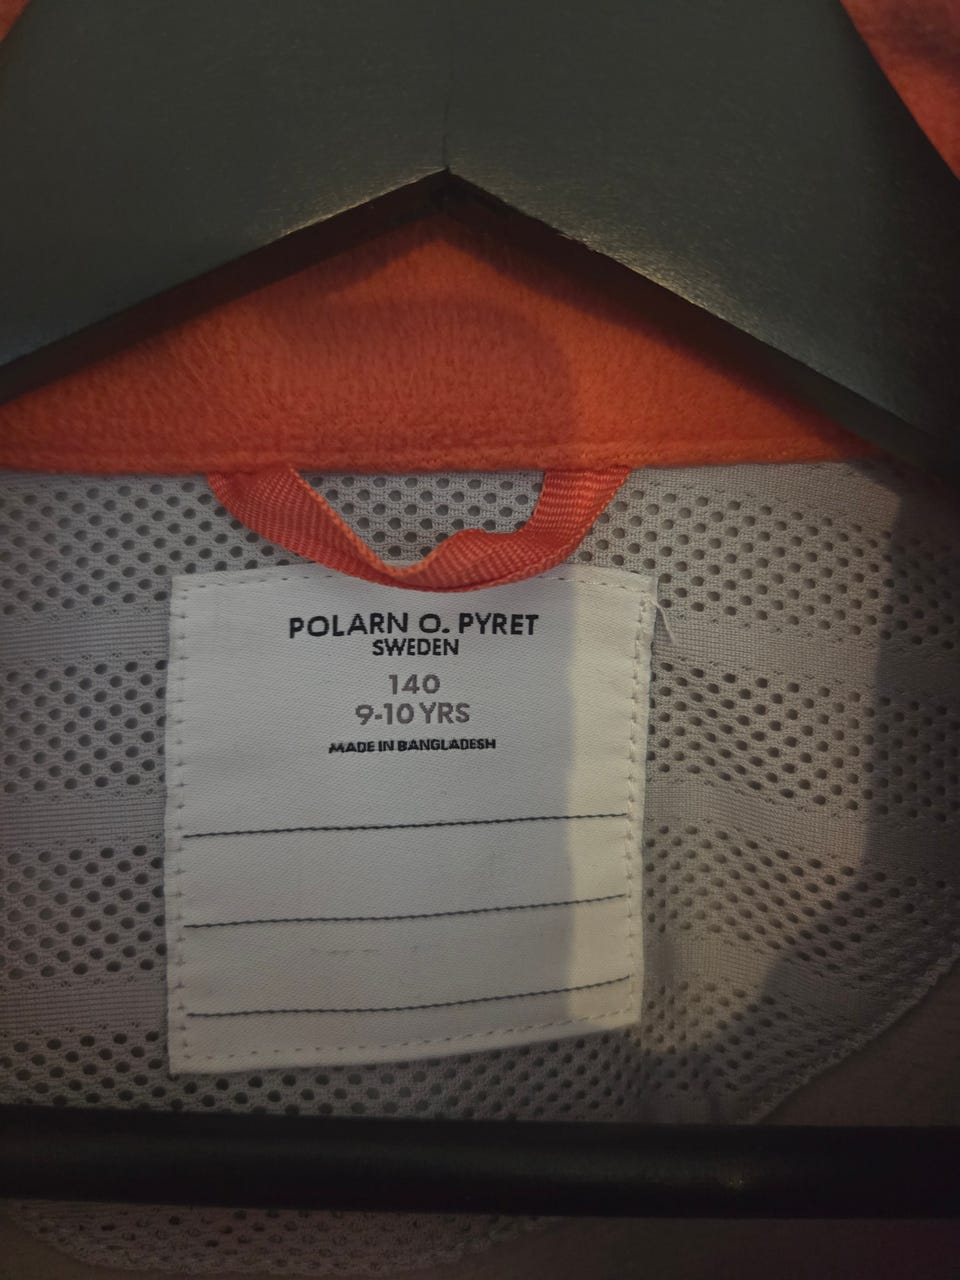 POLARN O. PYRET
SWEDEN
140
9-10 YRS
MADE IN BANGLADESH